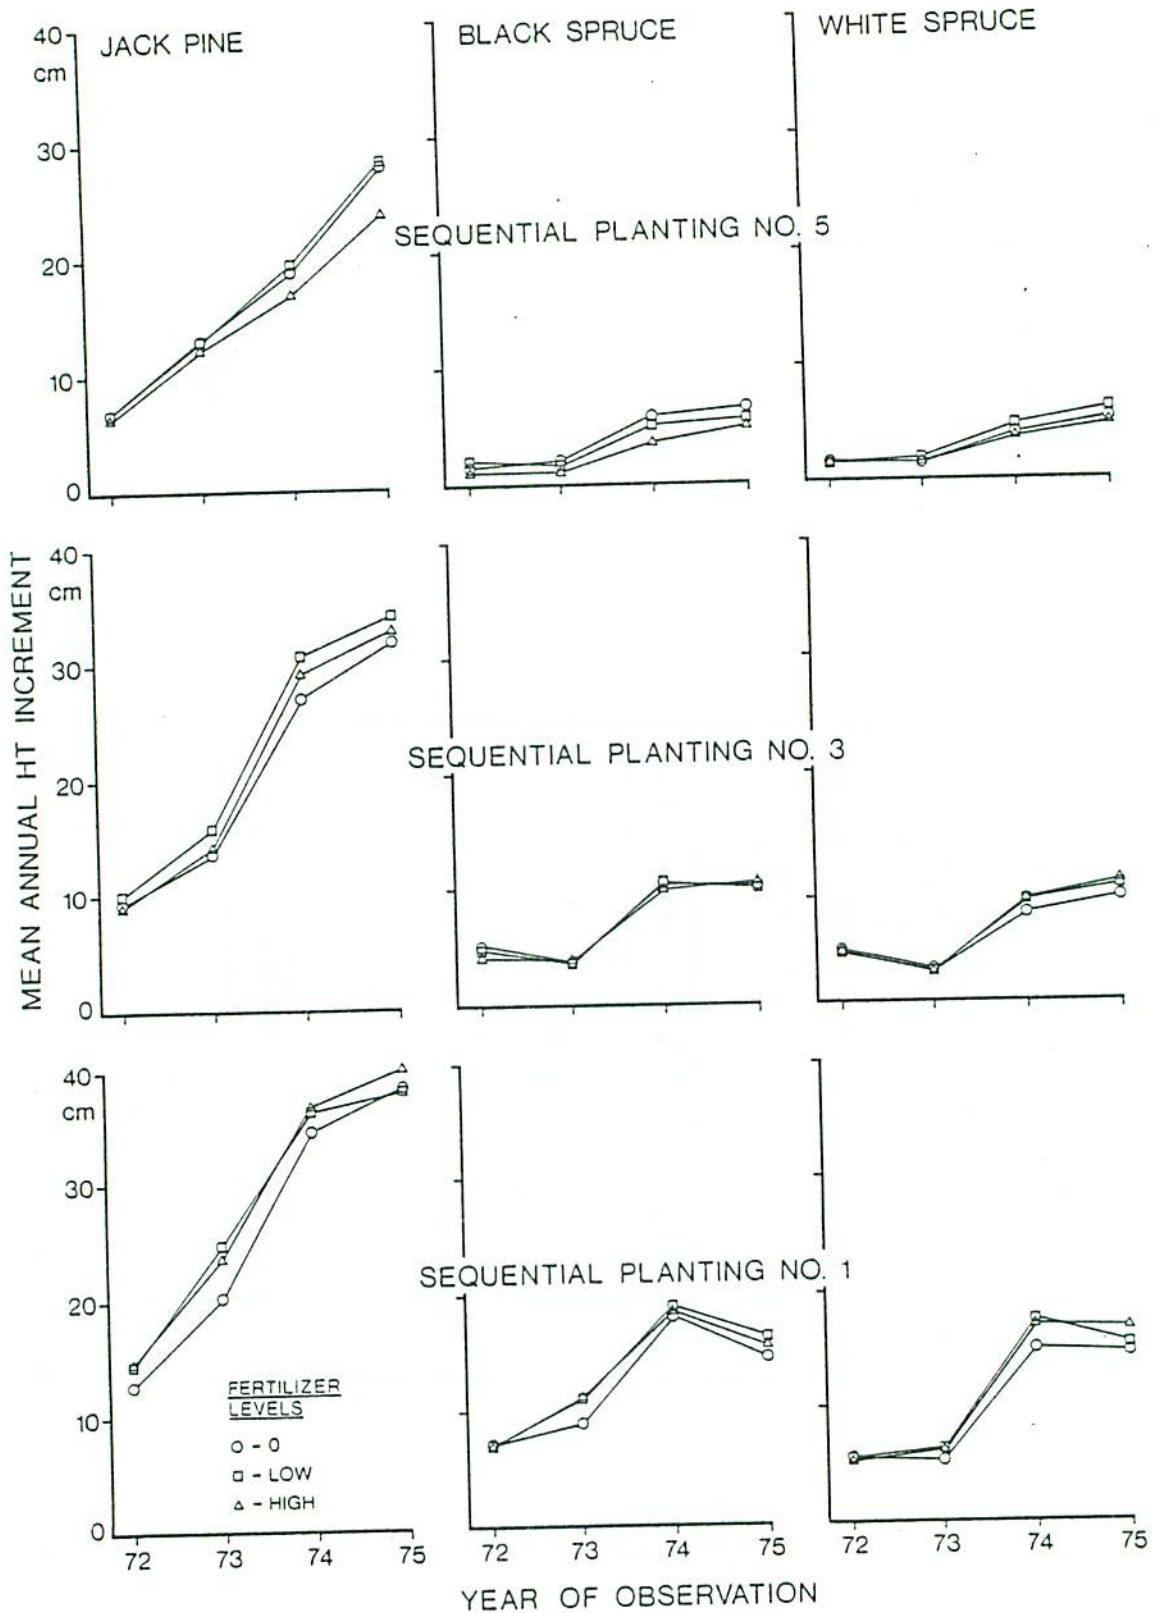 JACK PINE
BLACK SPRUCE
WHITE SPRUCE
40
cm
30
20
10
0
SEQUENTIAL PLANTING NO. 5
MEAN ANNUAL HT INCREMENT
40
cm
30
20
10
0
SEQUENTIAL PLANTING NO. 3
40
cm
30
20
10
0
SEQUENTIAL PLANTING NO. 1
FERTILIZER
LEVELS
- 0
- LOW
- HIGH
72 73 74 75
72 73 74 75
72 73 74 75
YEAR OF OBSERVATION